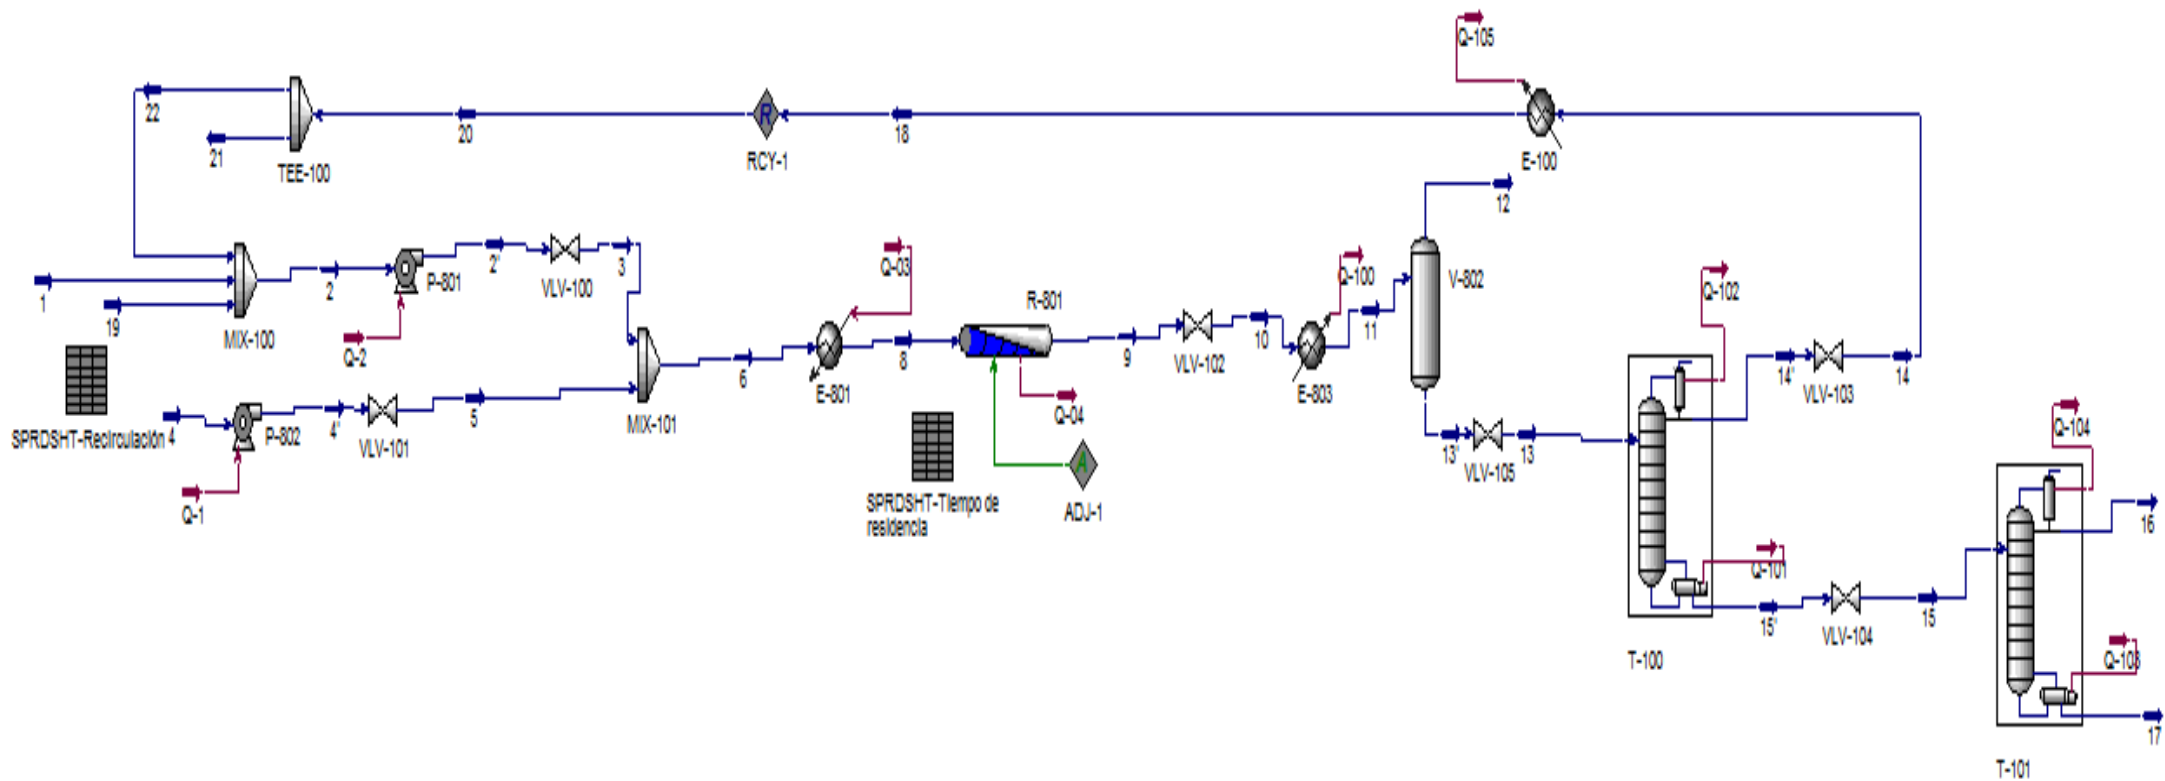 Q-105
22
20
18
21
TEE-100
RCY-1
E-100
12
1
19
MIX-100
2
P-801
2'
VLV-100
3
Q-2
Q-03
Q-100
V-802
Q-102
R-801
6
E-801
8
9
VLV-102
10
E-803
11
14'
VLV-103
14
SPRDSHT-Recirculación
4
P-802
4'
VLV-101
5
MIX-101
Q-04
Q-1
SPRDSHT-Tiempo de
residencia
ADJ-1
13'
VLV-105
13
Q-104
16
Q-101
15'
VLV-104
15
T-100
Q-103
17
T-101
R
A